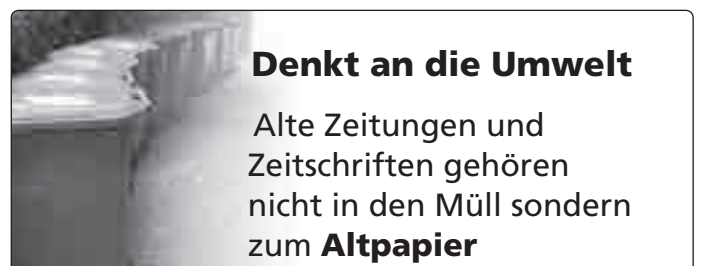 Denkt an die Umwelt
Alte Zeitungen und
Zeitschriften gehören
nicht in den Müll sondern
zum Altpapier